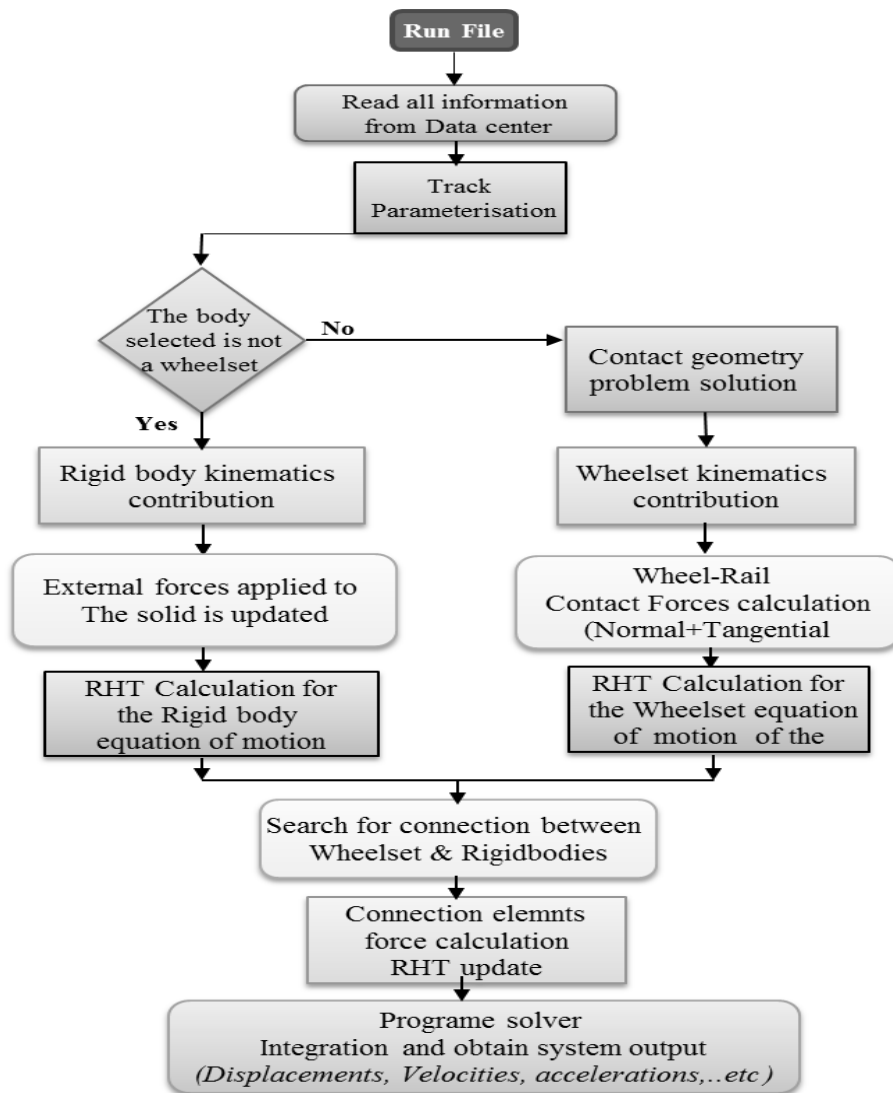 Run File
Read all information
from Data center
Track
Parameterisation
The body
selected is not
a wheelset
No
Yes
Contact geometry
problem solution
Rigid body kinematics
contribution
Wheelset kinematics
contribution
External forces applied to
The solid is updated
Wheel-Rail
Contact Forces calculation
(Normal+Tangential
RHT Calculation for
the Rigid body
equation of motion
RHT Calculation for
the Wheelset equation
of motion of the
Search for connection between
Wheelset & Rigidbodies
Connection elemnts
force calculation
RHT update
Programe solver
Integration and obtain system output
(Displacements, Velocities, accelerations,..etc)